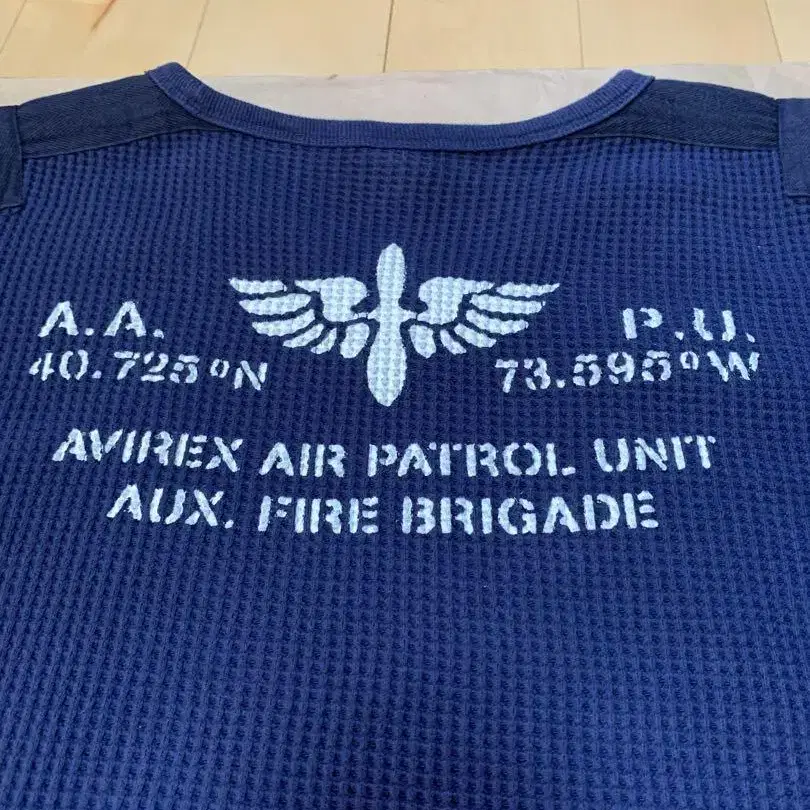 A.A. P.U.
40.725°N 73.595°W
AVIREX AIR PATROL UNIT
AUX. FIRE BRIGADE